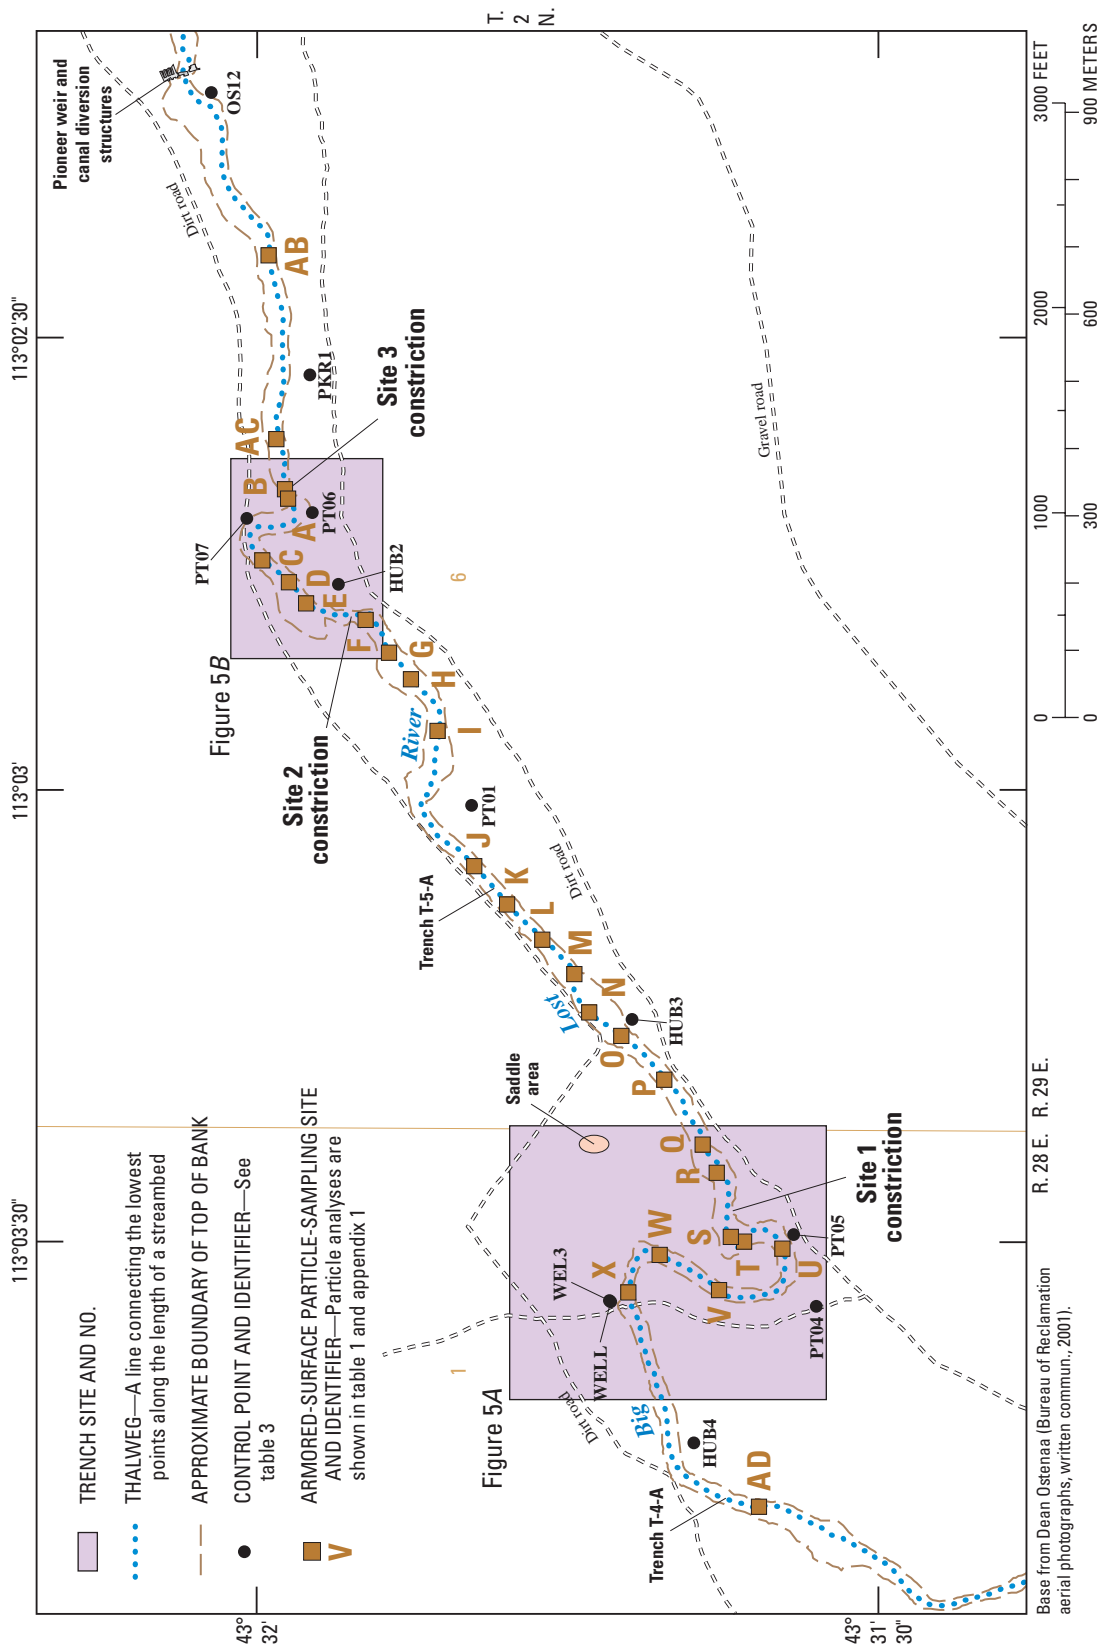 113°03'30"
113°03'
113°02'30"
43°
32'
43°
31'
30"
T.
2
N.
TRENCH SITE AND NO.
THALWEG—A line connecting the lowest
points along the length of a streambed
APPROXIMATE BOUNDARY OF TOP OF BANK
CONTROL POINT AND IDENTIFIER—See
table 3
V
ARMORED-SURFACE PARTICLE-SAMPLING SITE
AND IDENTIFIER—Particle analyses are
shown in table 1 and appendix 1
Pioneer weir and
canal diversion
structures
Dirt road
OS12
AB
PKR1
Site 3
constriction
AC
B
A
PT06
PT07
C
D
E
HUB2
F
G
H
6
Figure 5B
Site 2
constriction
River
I
PT01
J
K
Trench T-5-A
L
M
Dirt road
N
Lost
O
HUB3
P
Saddle
area
Gravel road
R. 28 E.
R. 29 E.
Q
R
Site 1
constriction
S
T
U
PT05
W
V
X
WEL3
WELL
PT04
1
Dirt road
Figure 5A
Big
HUB4
AD
Trench T-4-A
0
1000
2000
3000 FEET
0
300
600
900 METERS
Base from Dean Ostenaa (Bureau of Reclamation
aerial photographs, written commun., 2001).